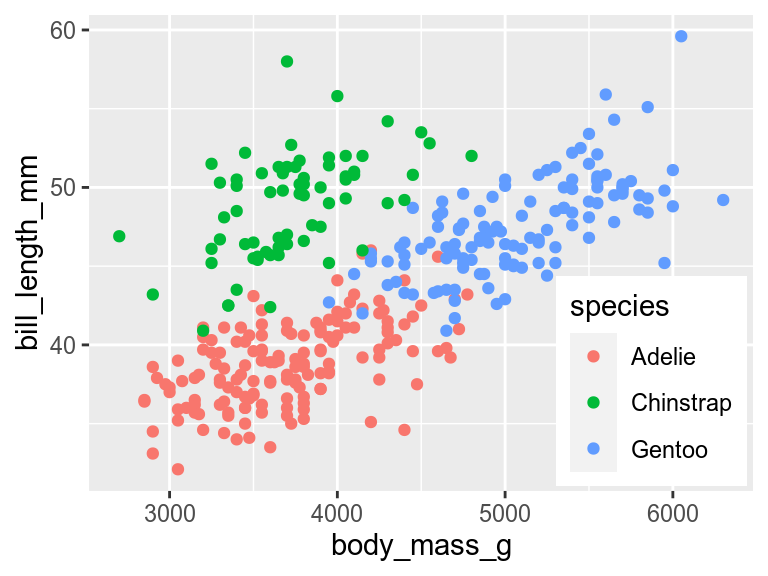 60
50
40
bill_length_mm
3000 4000 5000 6000
body_mass_g
species
Adelie
Chinstrap
Gentoo